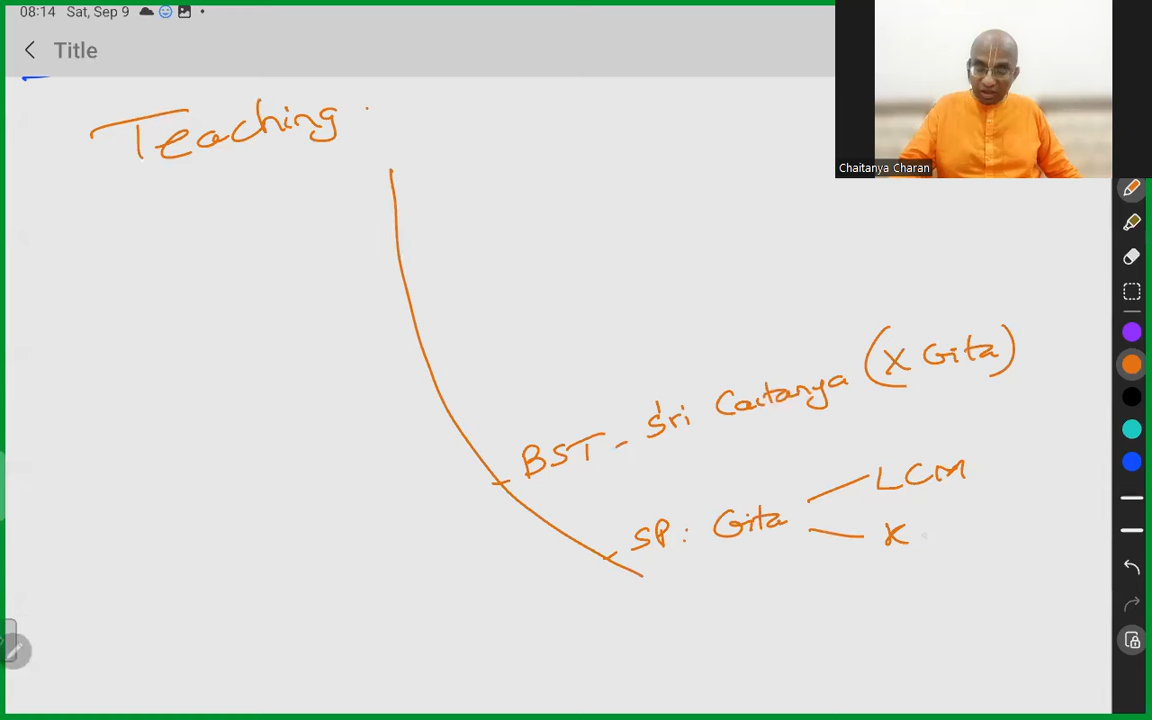 08:14 Sat, Sep 9
Title
Chaitanya Charan
Teaching
BST - Śri Caitanya (X Gita)
SP: Gita
LCM
K